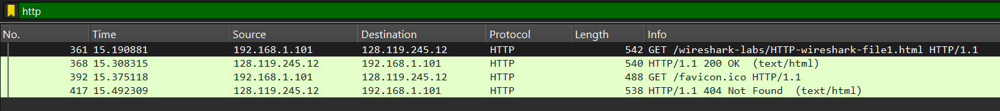 http
No. Time Source Destination Protocol Length Info
361 15.190881 192.168.1.101 128.119.245.12 HTTP 542 GET /wireshark-labs/HTTP-wireshark-file1.html HTTP/1.1
368 15.308315 128.119.245.12 192.168.1.101 HTTP 540 HTTP/1.1 200 OK (text/html)
392 15.375118 192.168.1.101 128.119.245.12 HTTP 488 GET /favicon.ico HTTP/1.1
417 15.492309 128.119.245.12 192.168.1.101 HTTP 538 HTTP/1.1 404 Not Found (text/html)